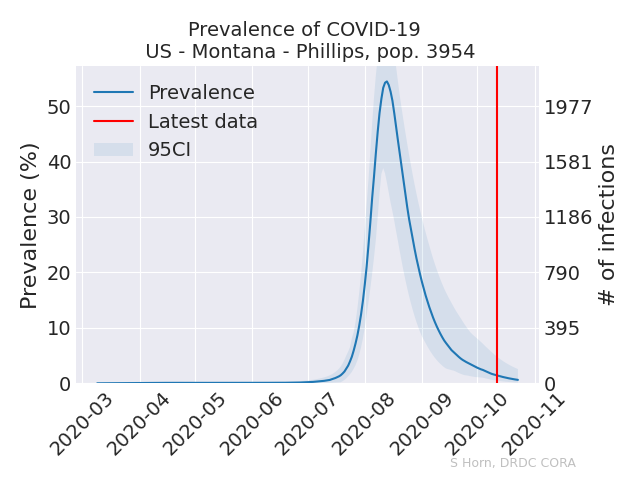 Prevalence of COVID-19
US - Montana - Phillips, pop. 3954
Prevalence
Latest data
95CI
Prevalence (%)
50
40
30
20
10
0
1977
1581
1186
790
395
0
# of infections
2020-03
2020-04
2020-05
2020-06
2020-07
2020-08
2020-09
2020-10
2020-11
S Horn, DRDC CORA